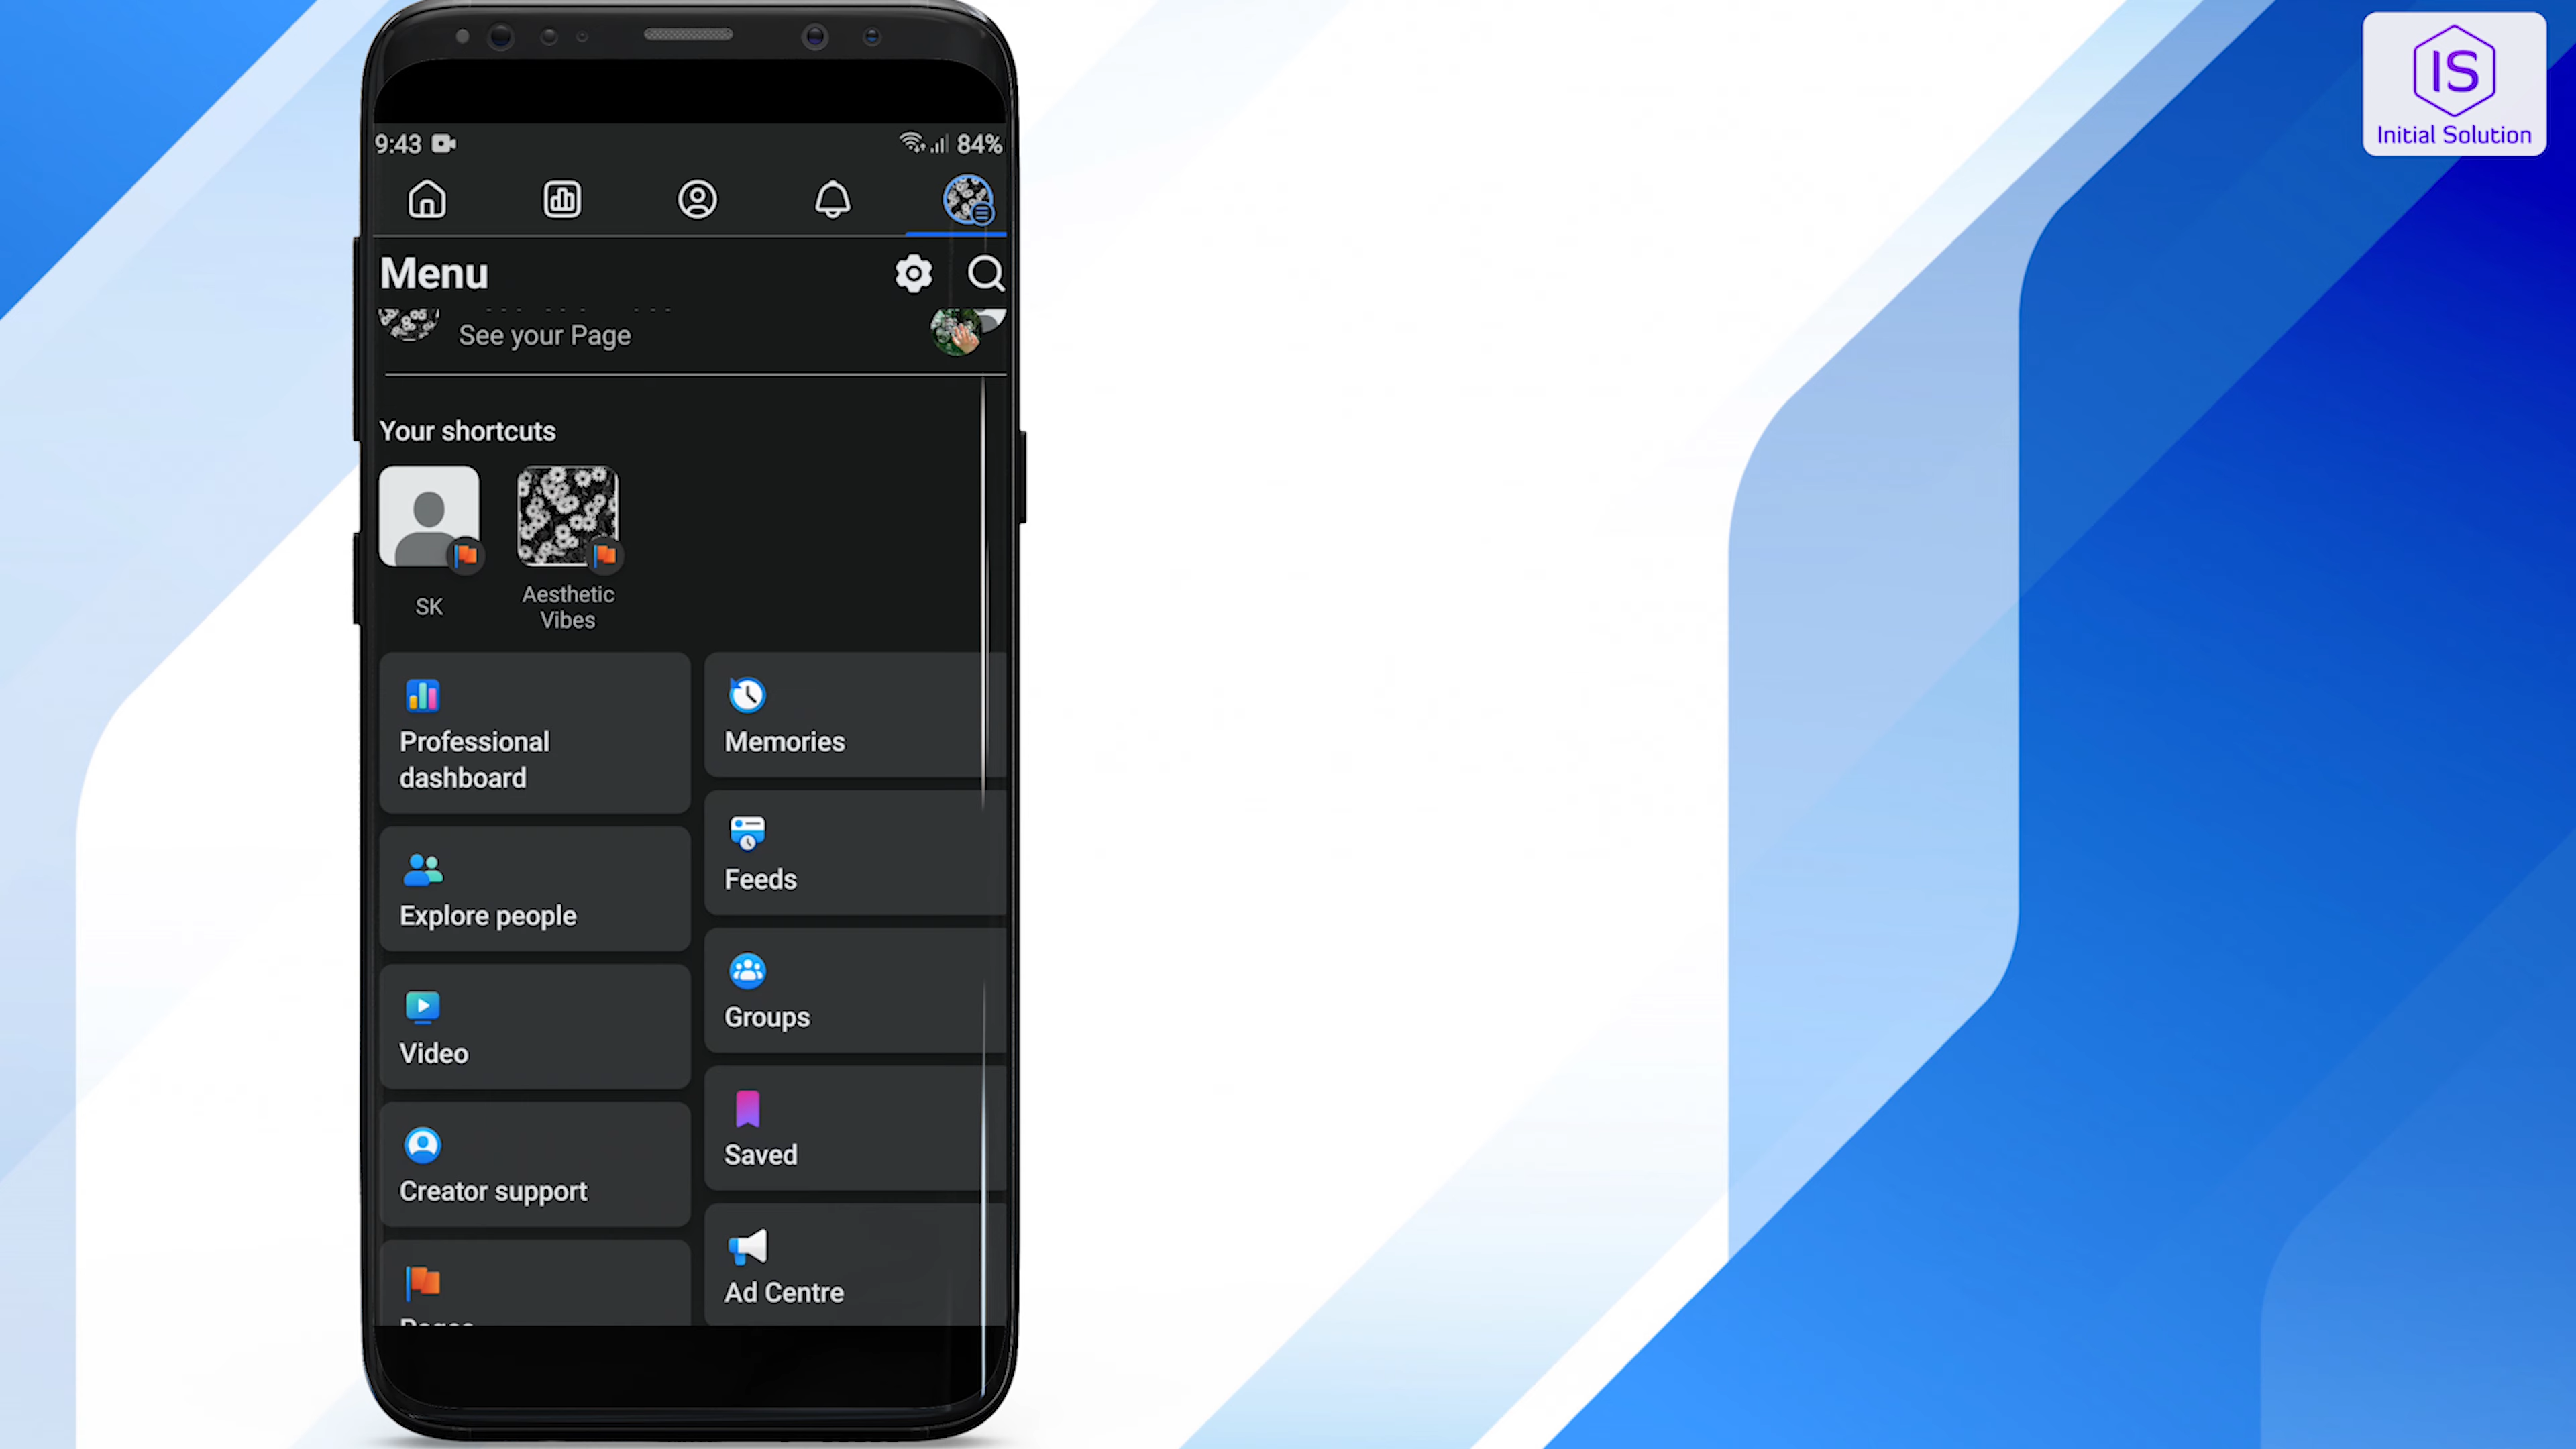 IS
Initial Solution
9:43
84%
Menu
See your Page
Your shortcuts
SK
Aesthetic
Vibes
Professional
dashboard
Memories
Feeds
Explore people
Groups
Video
Saved
Creator support
Ad Centre
Pages